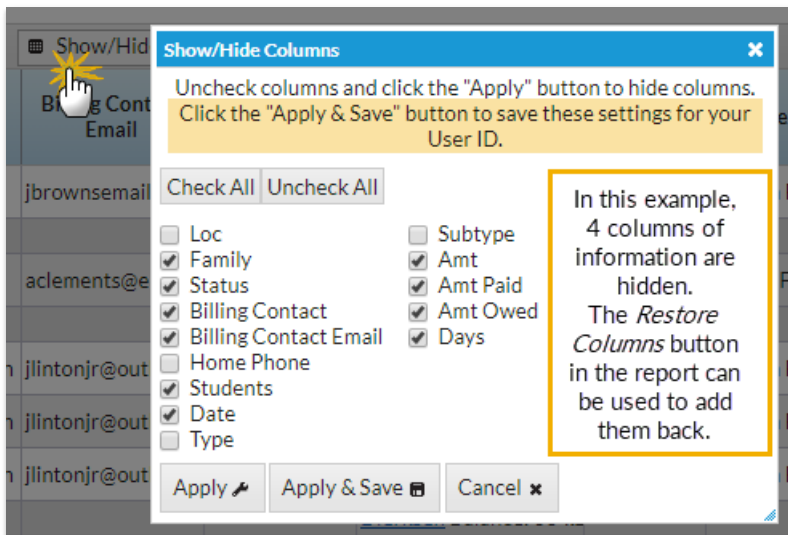 Show/Hid
Show/Hide Columns
Uncheck columns and click the "Apply" button to hide columns.
Click the "Apply & Save" button to save these settings for your
User ID.
Email
jbrownsemail
aclements@e
jlintonjr@out
jlintonjr@out
jlintonjr@out
Check All Uncheck All
Loc
Family
Status
Billing Contact
Billing Contact Email
Home Phone
Students
Date
Type
Subtype
Amt
Amt Paid
Amt Owed
Days
In this example,
4 columns of
information are
hidden.
The Restore
Columns button
in the report can
be used to add
them back.
Apply Apply & Save Cancel